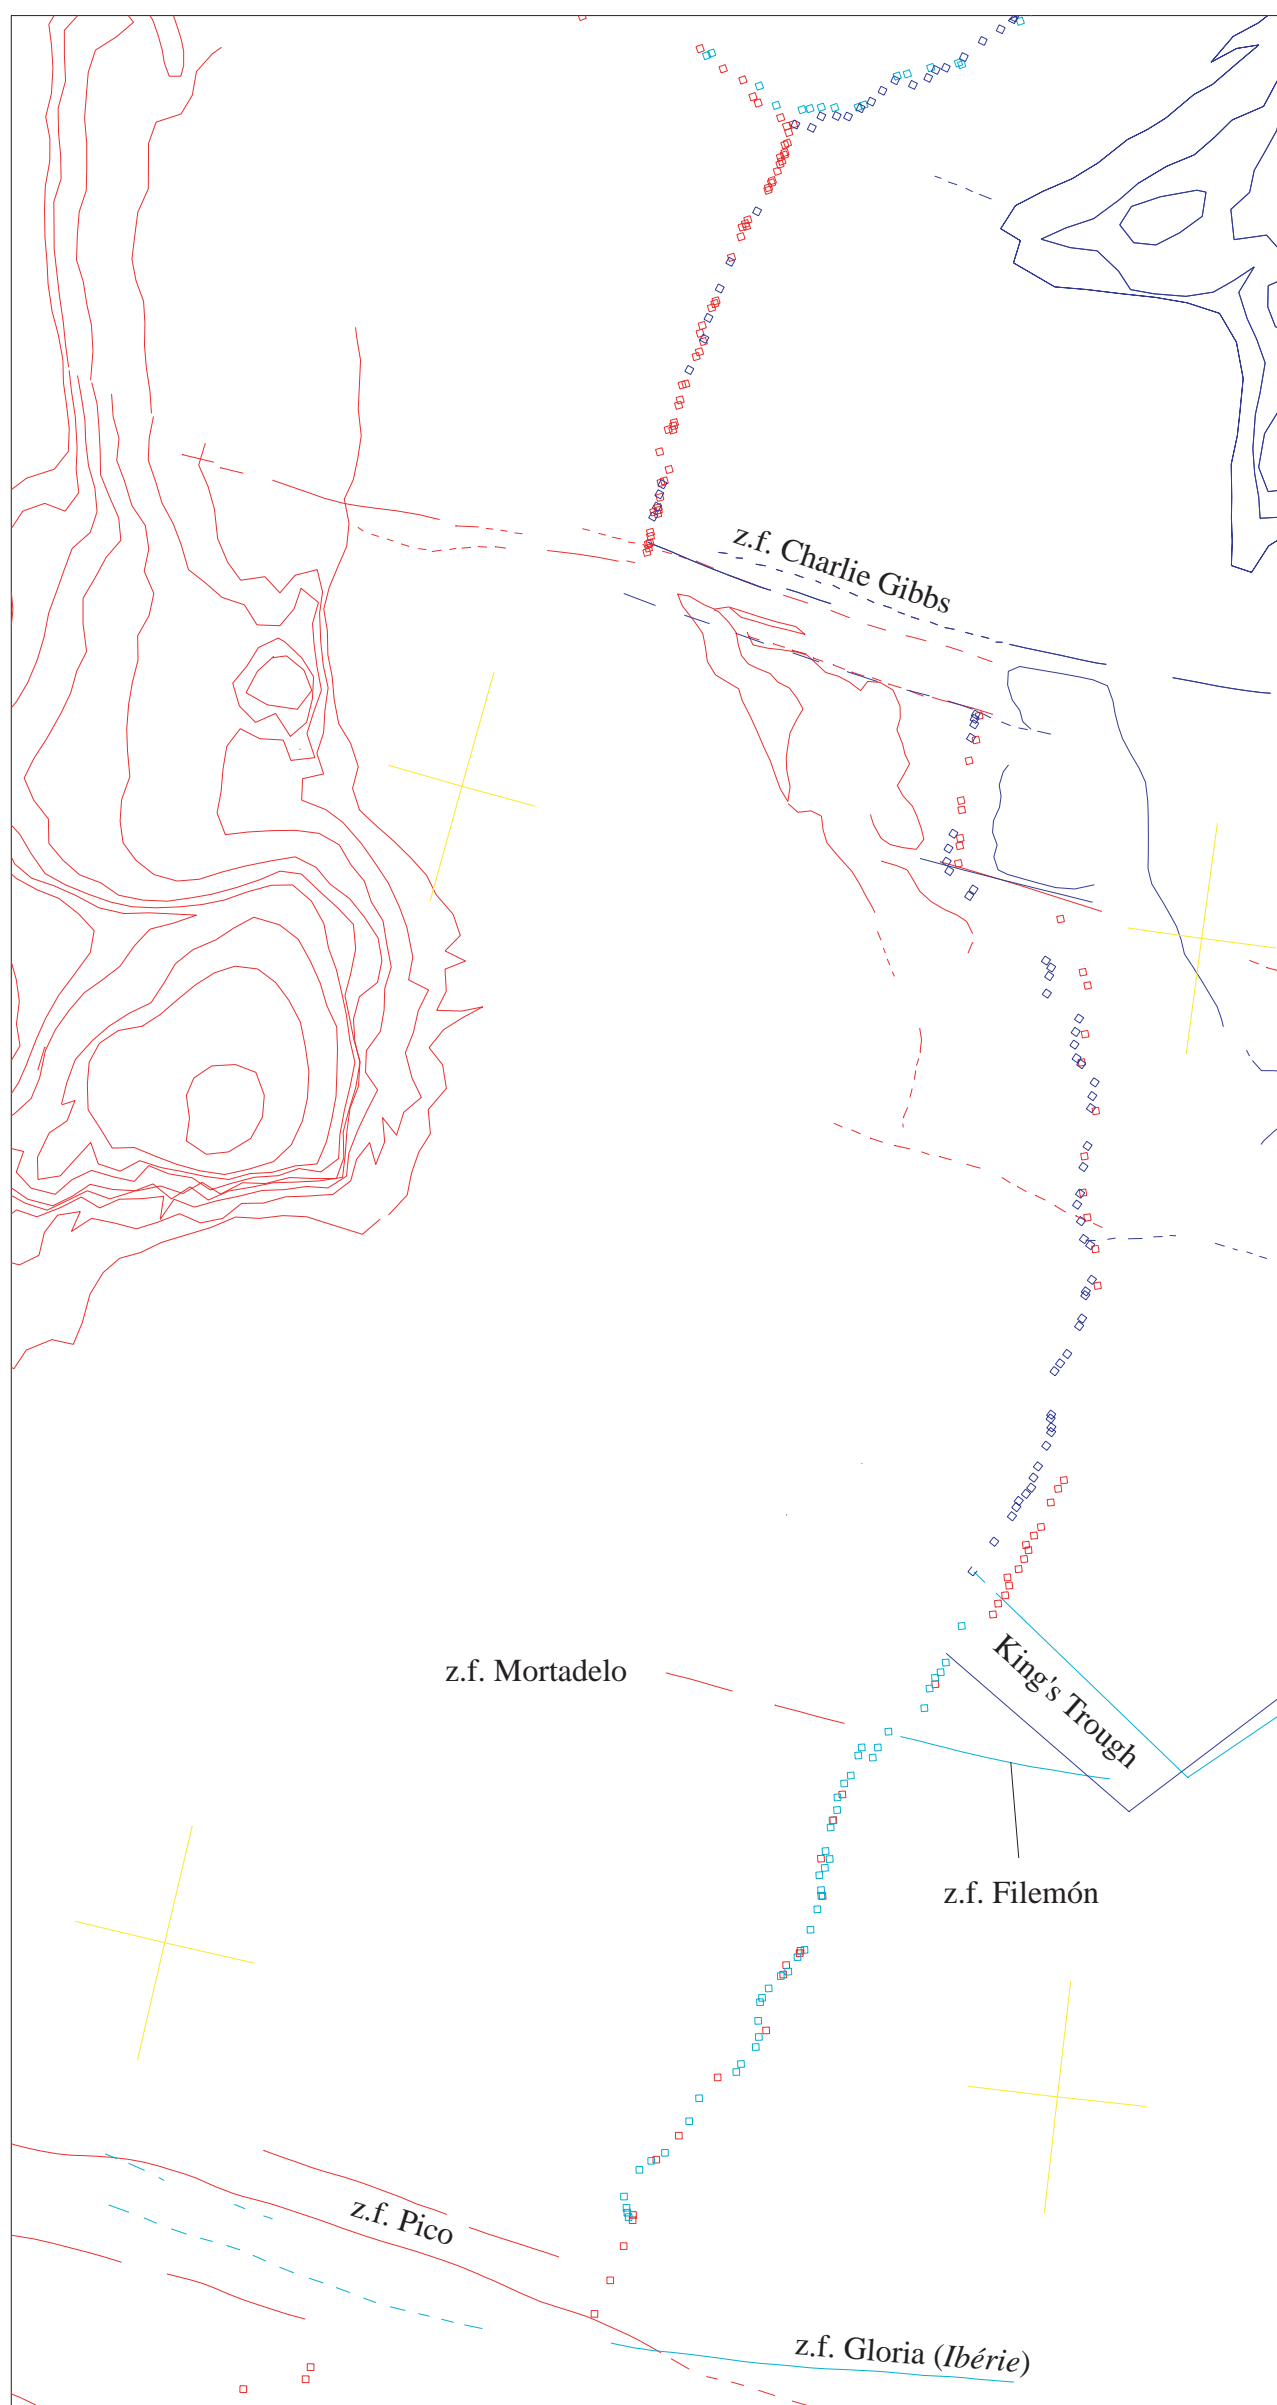 z.f. Charlie Gibbs
King's Trough
z.f. Mortadelo
z.f. Filemón
z.f. Pico
z.f. Gloria (Ibérie)